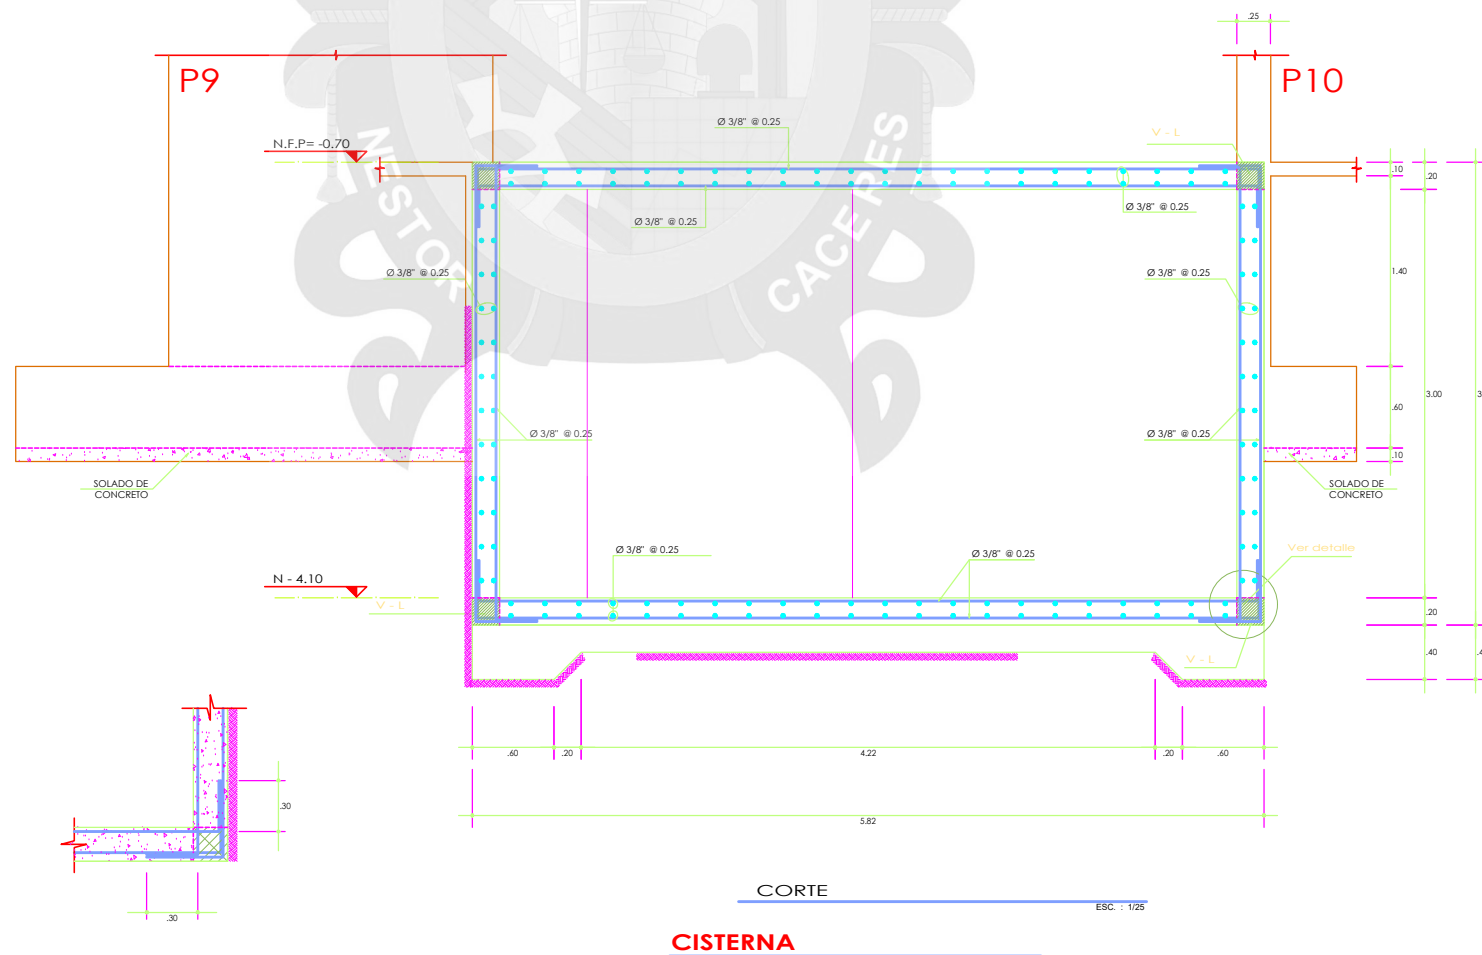 .25
P9
P10
Ø 3/8" @ 0.25
V - L
N.F.P= -0.70
NESTOR CACERES
.10
.20
Ø 3/8" @ 0.25
Ø 3/8" @ 0.25
Ø 3/8" @ 0.25
Ø 3/8" @ 0.25
1.40
3.00
3
.60
Ø 3/8" @ 0.25
Ø 3/8" @ 0.25
.10
SOLADO DE
CONCRETO
SOLADO DE
CONCRETO
Ø 3/8" @ 0.25
Ø 3/8" @ 0.25
Ver detalle
N - 4.10
V - L
.20
V - L
.40
.4
.60
.20
4.22
.20
.60
.30
5.82
.30
CORTE
ESC. : 1/25
CISTERNA